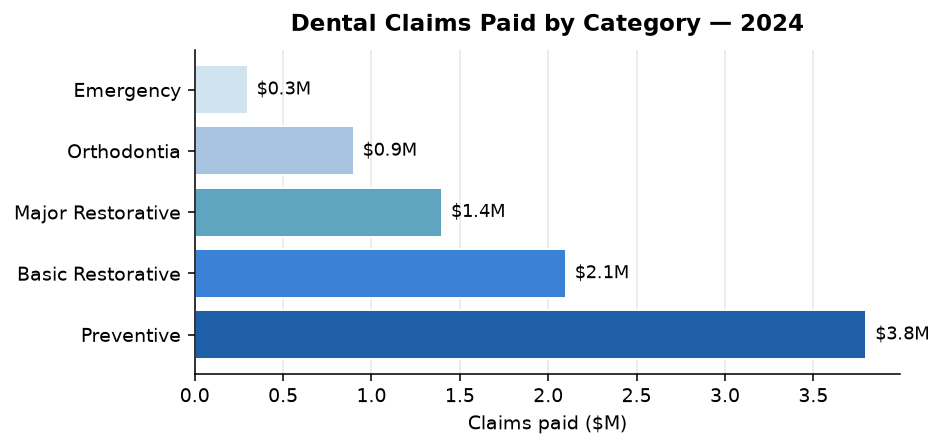 Dental Claims Paid by Category — 2024
Emergency $0.3M
Orthodontia $0.9M
Major Restorative $1.4M
Basic Restorative $2.1M
Preventive $3.8M
0.0 0.5 1.0 1.5 2.0 2.5 3.0 3.5
Claims paid ($M)